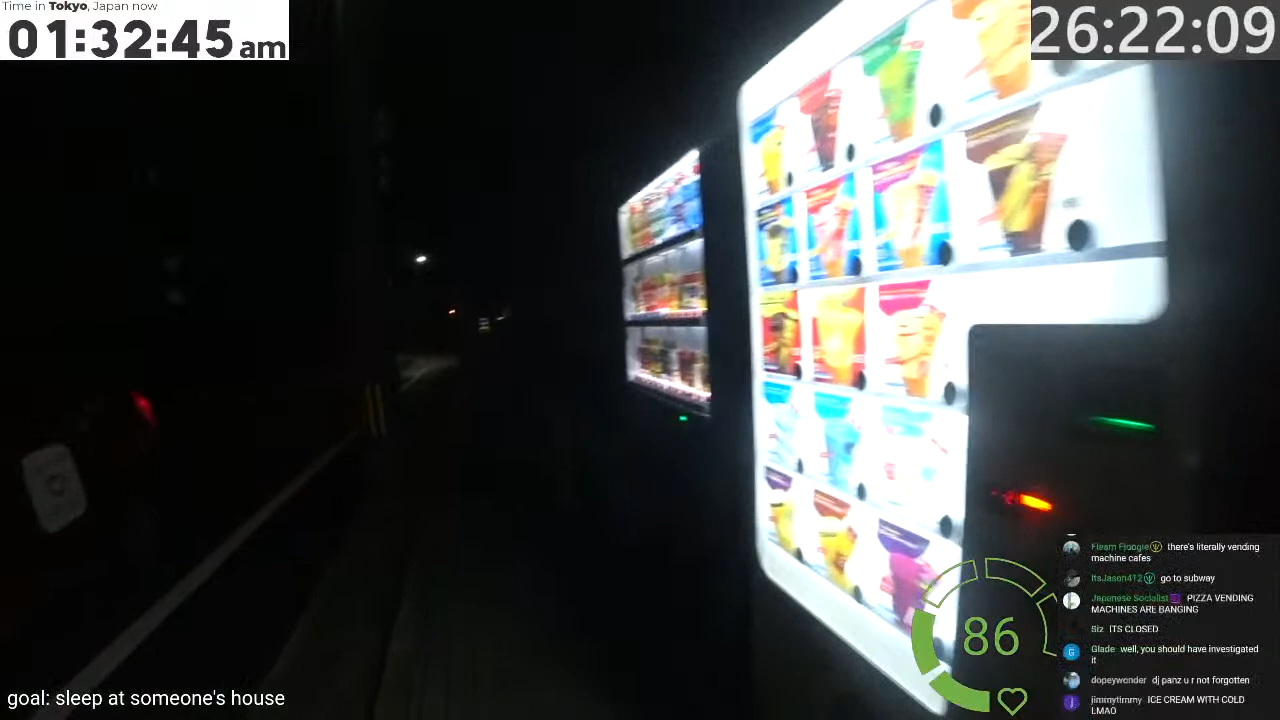 Time in Tokyo, Japan now
01:32:45 am
26:22:09
Fleam Floogie there's literally vending
machine cafes
ItsJason412 go to subway
Japanese Socialist PIZZA VENDING
MACHINES ARE BANGING
Siz ITS CLOSED
G Glade well, you should have investigated
it
dopeywonder dj panz u r not forgotten
j jimmytimmy ICE CREAM WITH COLD
LMAO
86
goal: sleep at someone's house